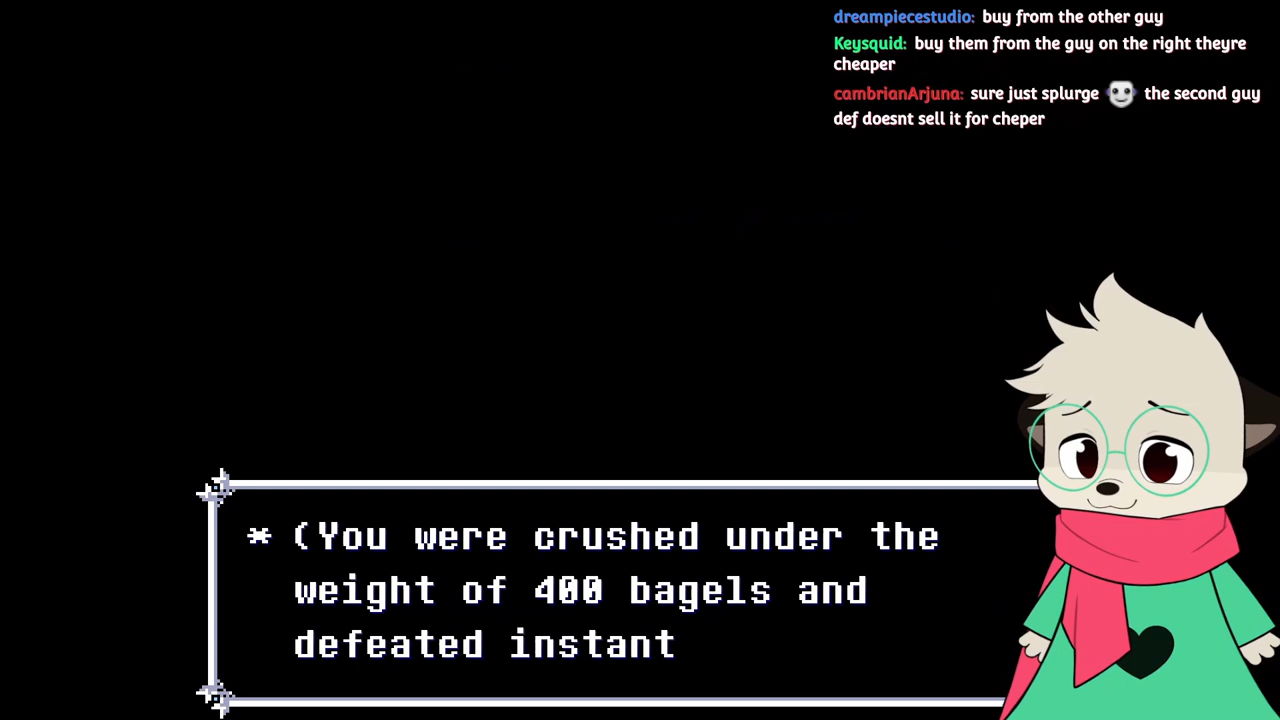 dreampiecestudio: buy from the other guy
Keysquid: buy them from the guy on the right theyre
cheaper
cambrianArjuna: sure just splurge the second guy
def doesnt sell it for cheper
* (You were crushed under the
weight of 400 bagels and
defeated instant